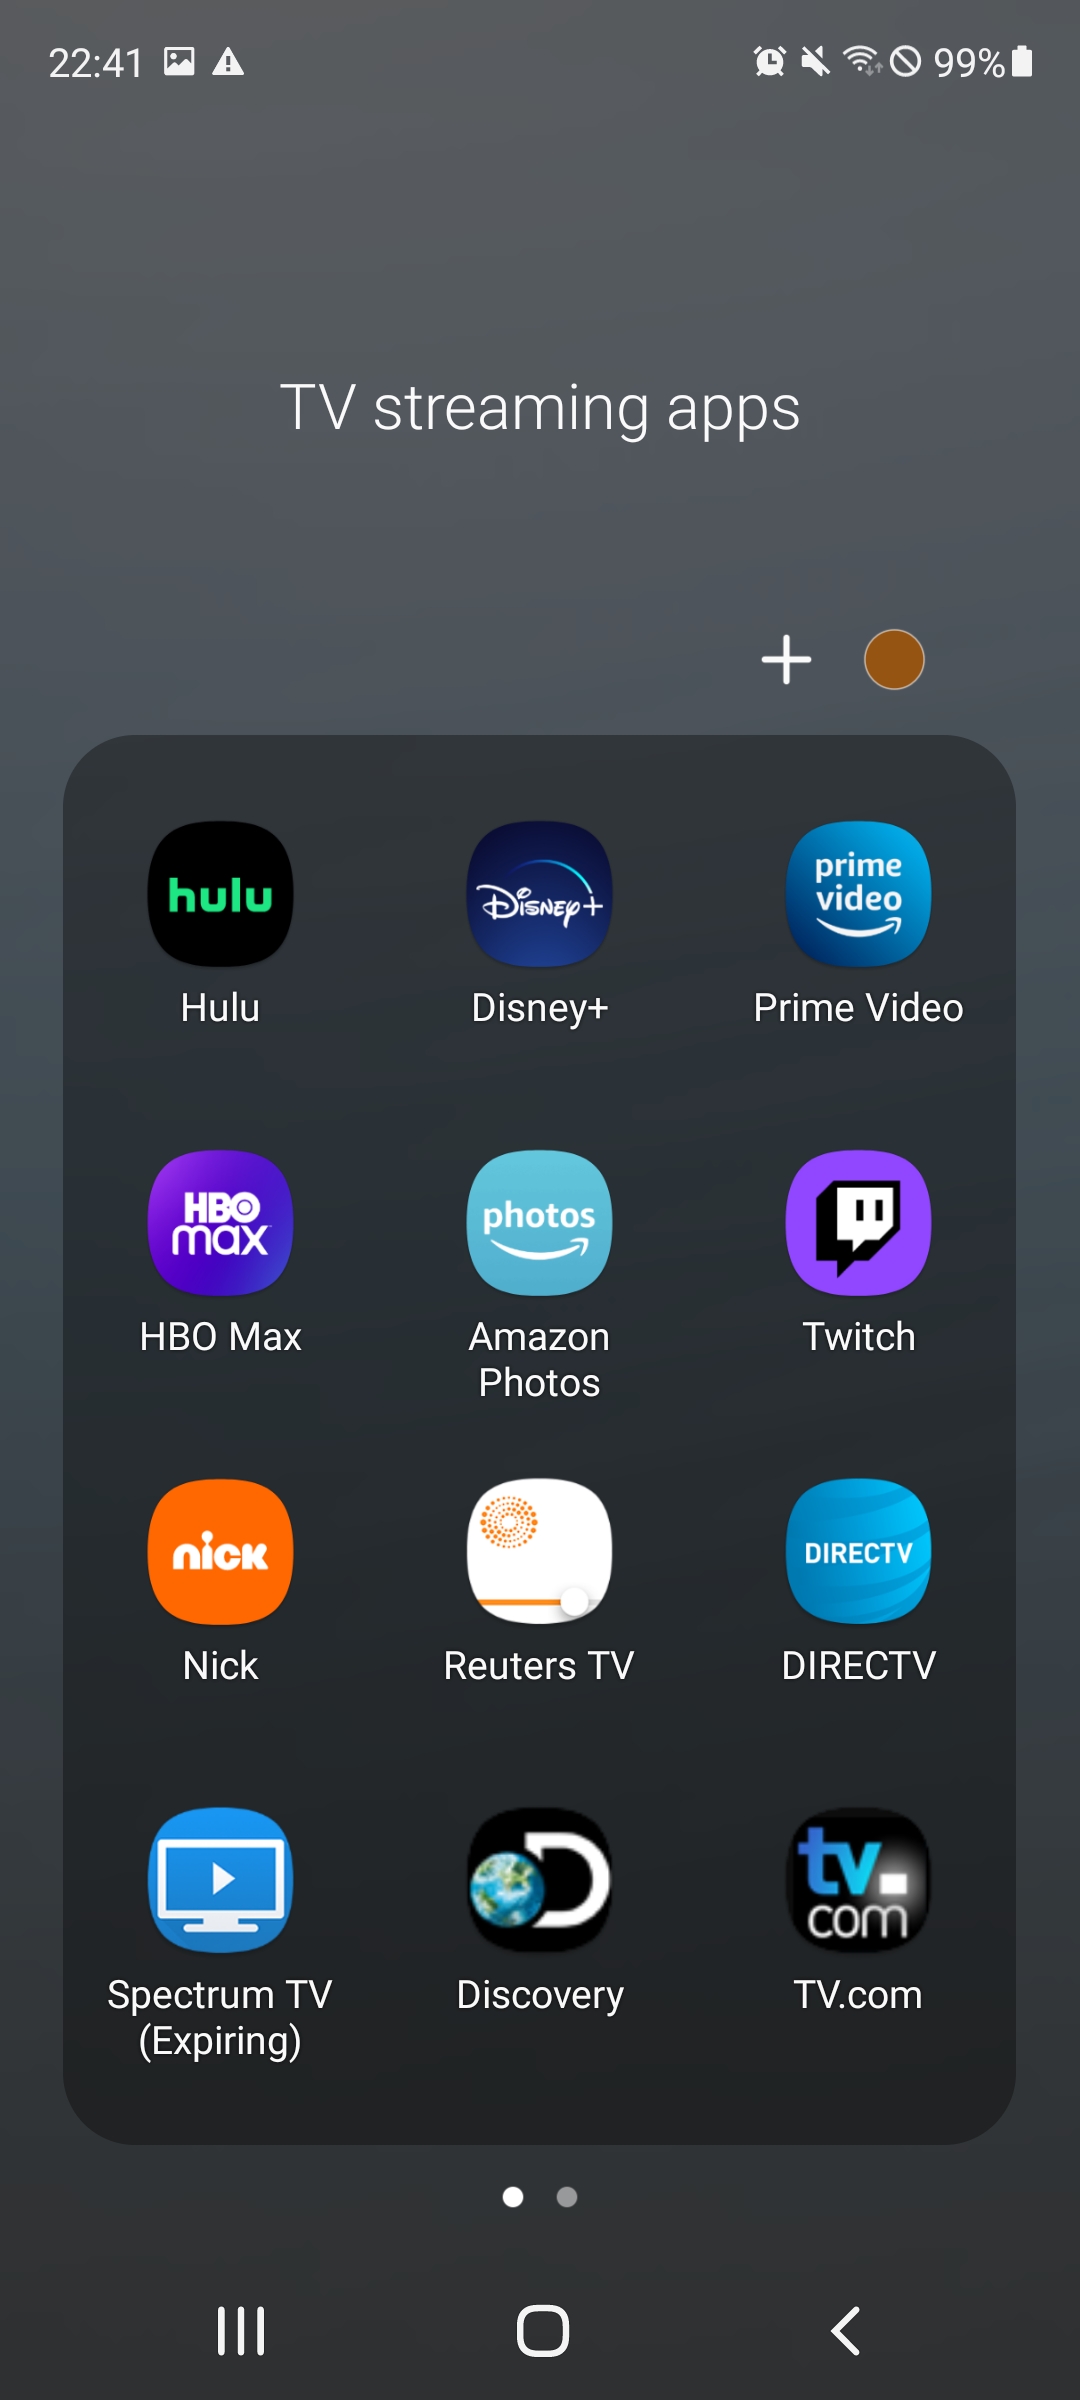 22:41 99%
TV streaming apps
hulu
Hulu
Disney+
Disney+
prime
video
Prime Video
HBO
max
HBO Max
photos
Amazon
Photos
Twitch
nick
Nick
Reuters TV
DIRECTV
DIRECTV
Spectrum TV
(Expiring)
D
Discovery
tv.
com
TV.com